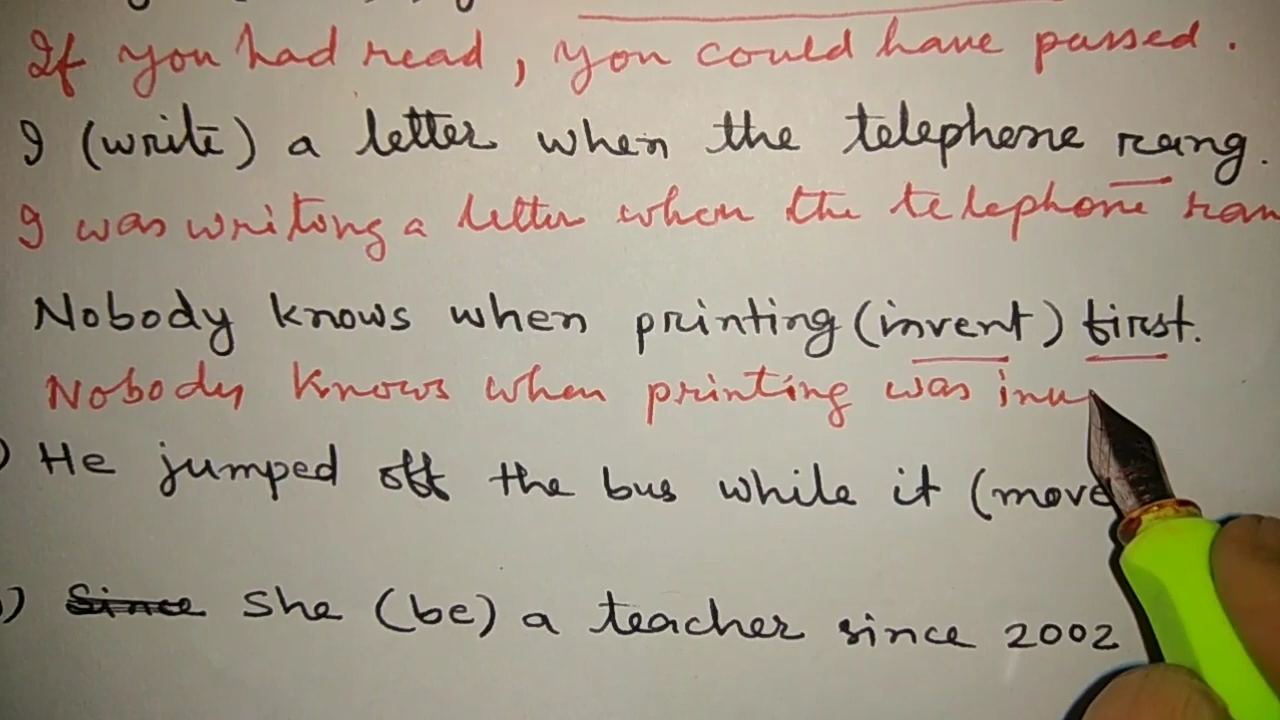 If you had read, you could have passed.
I (write) a letter when the telephone rang.
I was writing a letter when the telephone ran
Nobody knows when printing (invent) first.
Nobody knows when printing was inv
) He jumped off the bus while it (move
) Since She (be) a teacher since 2002